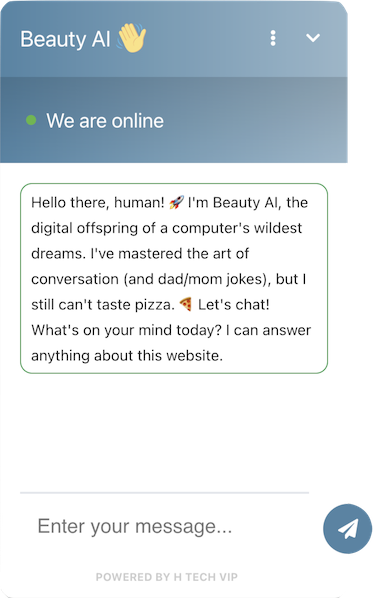 Beauty AI 👋
We are online
Hello there, human! 🚀 I'm Beauty AI, the
digital offspring of a computer's wildest
dreams. I've mastered the art of
conversation (and dad/mom jokes), but I
still can't taste pizza. 🍕 Let's chat!
What's on your mind today? I can answer
anything about this website.
Enter your message...
POWERED BY H TECH VIP